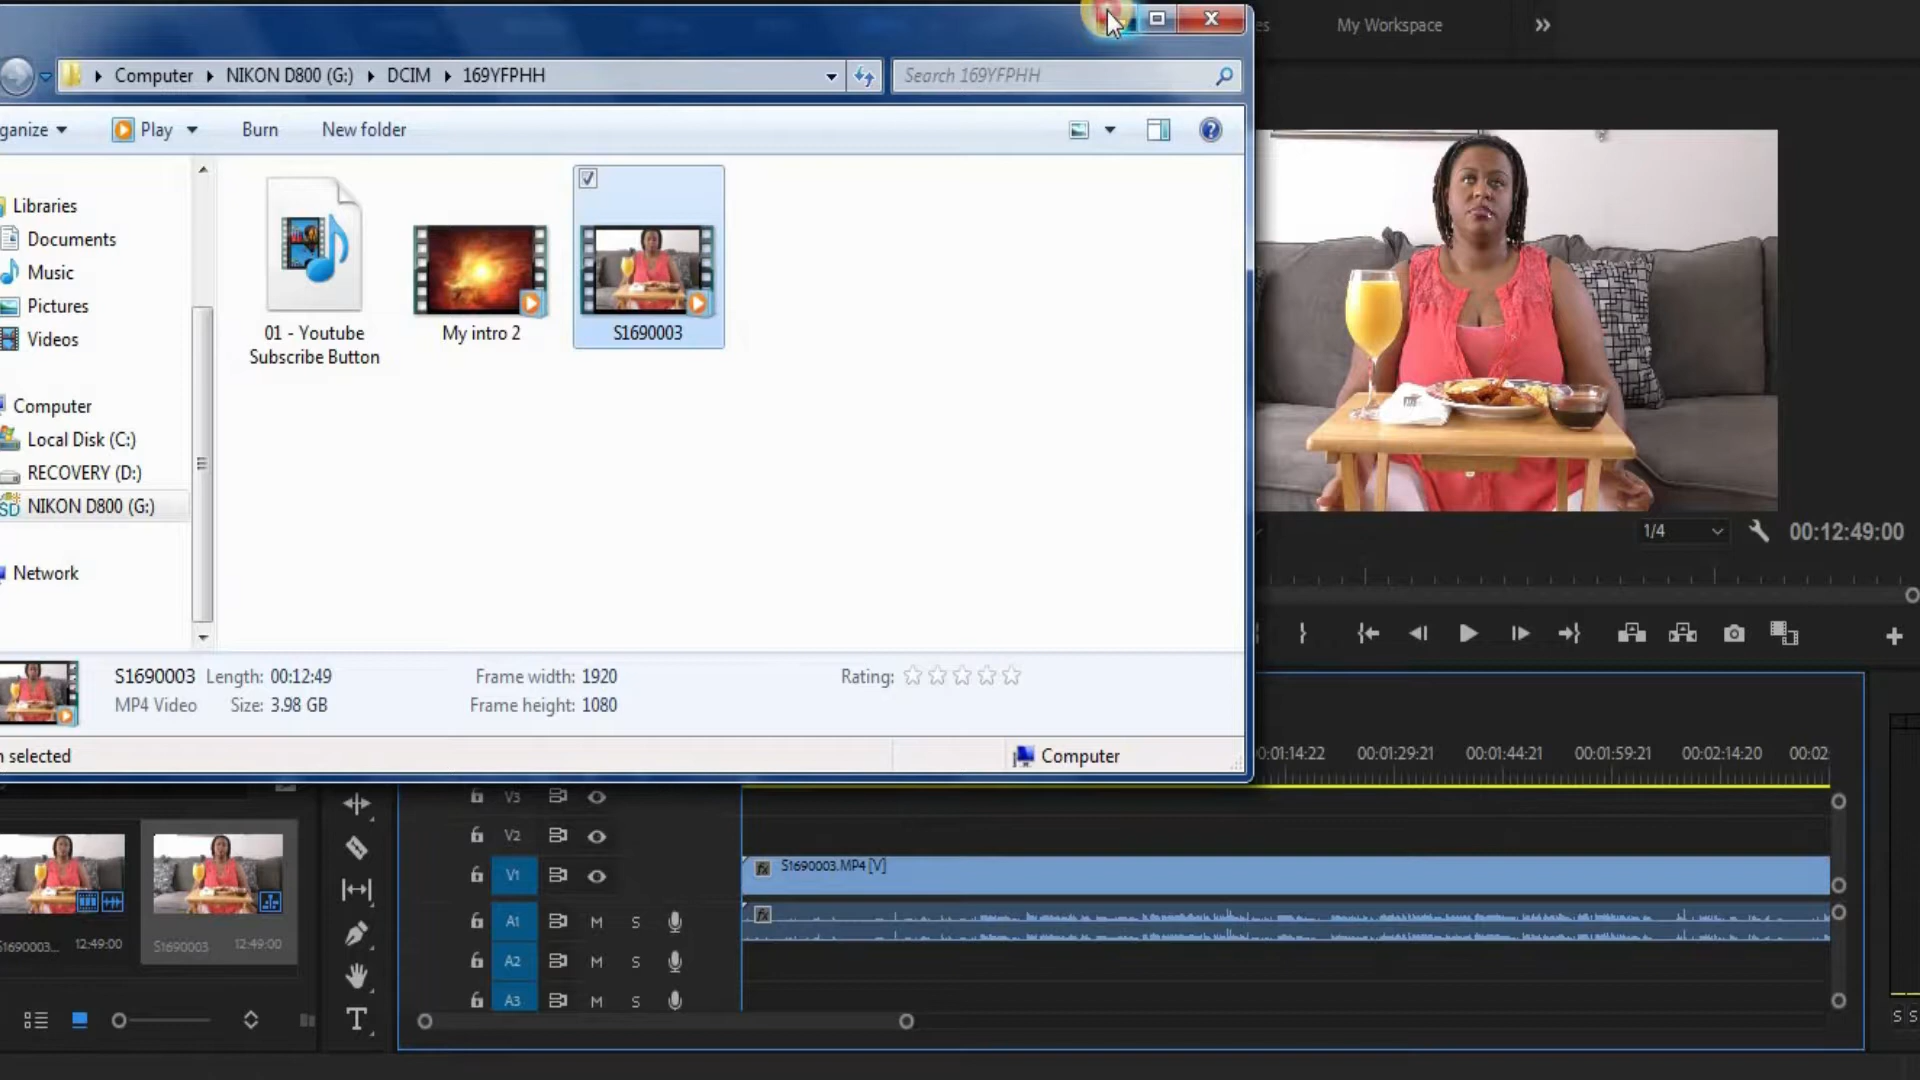 My Workspace
Computer
NIKON D800 (G:)
DCIM
169YFPHH
Search 169YFPHH
ganize
Play
Burn
New folder
Libraries
Documents
Music
Pictures
Videos
Computer
Local Disk (C:)
RECOVERY (D:)
NIKON D800 (G:)
Network
01 - Youtube
Subscribe Button
My intro 2
S1690003
1/4
00:12:49:00
S1690003 Length: 00:12:49
Frame width: 1920
Rating:
MP4 Video Size: 3.98 GB
Frame height: 1080
selected
Computer
0:01:14:22
00:01:29:21
00:01:44:21
00:01:59:21
00:02:14:20
00:02:
V3
V2
V1
S1690003.MP4 [V]
fx
A1 M S
fx
A2 M S
A3 M S
S1690003... 12:49:00
S1690003 12:49:00
T
S S